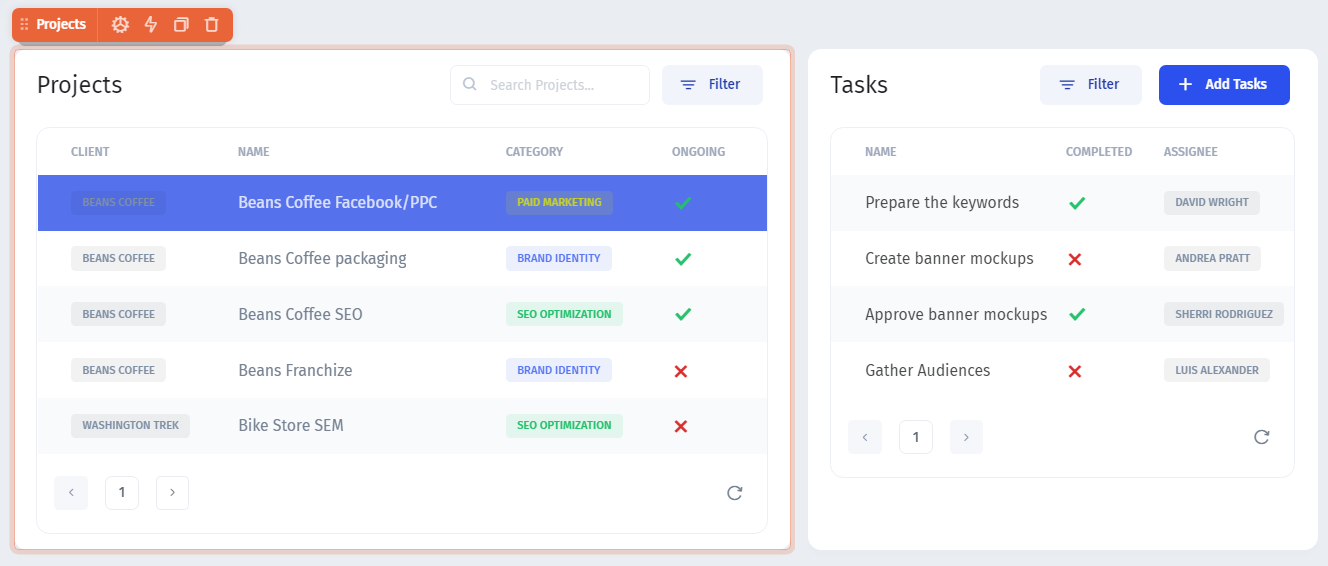 Projects
Projects
Search Projects...
Filter
CLIENT NAME CATEGORY ONGOING
BEANS COFFEE Beans Coffee Facebook/PPC PAID MARKETING
BEANS COFFEE Beans Coffee packaging BRAND IDENTITY
BEANS COFFEE Beans Coffee SEO SEO OPTIMIZATION
BEANS COFFEE Beans Franchize BRAND IDENTITY
WASHINGTON TREK Bike Store SEM SEO OPTIMIZATION
1
Tasks
Filter
Add Tasks
NAME COMPLETED ASSIGNEE
Prepare the keywords DAVID WRIGHT
Create banner mockups ANDREA PRATT
Approve banner mockups SHERRI RODRIGUEZ
Gather Audiences LUIS ALEXANDER
1